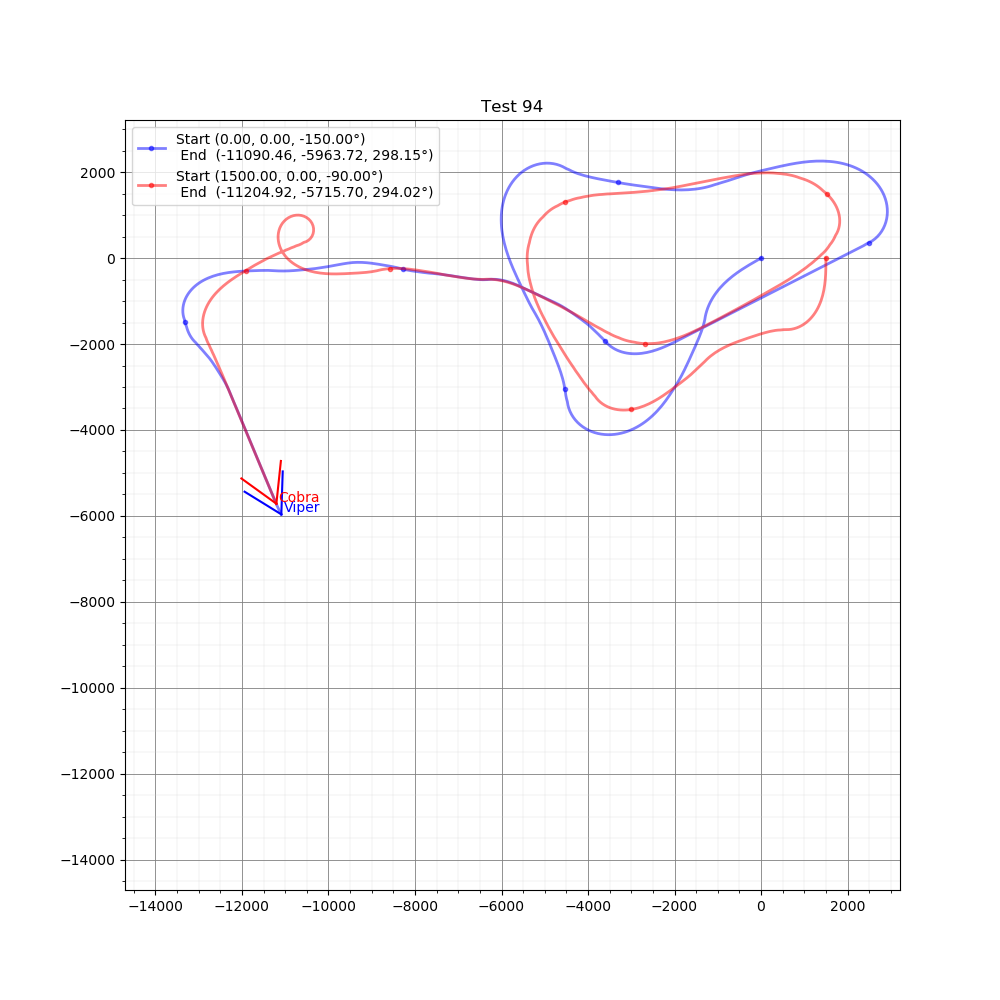 Test 94
Start (0.00, 0.00, -150.00°)
End (-11090.46, -5963.72, 298.15°)
Start (1500.00, 0.00, -90.00°)
End (-11204.92, -5715.70, 294.02°)
2000
0
−2000
−4000
−6000
−8000
−10000
−12000
−14000
Cobra
Viper
−14000 −12000 −10000 −8000 −6000 −4000 −2000 0 2000